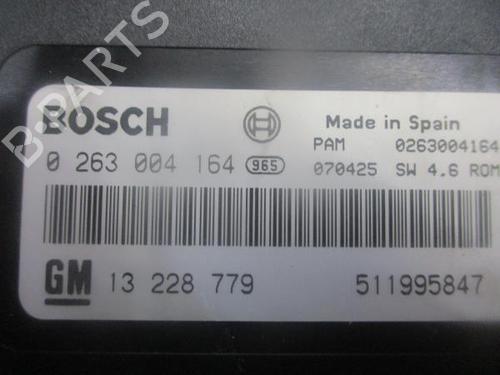 B-PARTS
BOSCH
Made in Spain
0 263 004 164 965
PAM 0263004164
070425 SW 4.6 ROM
GM 13 228 779 511995847